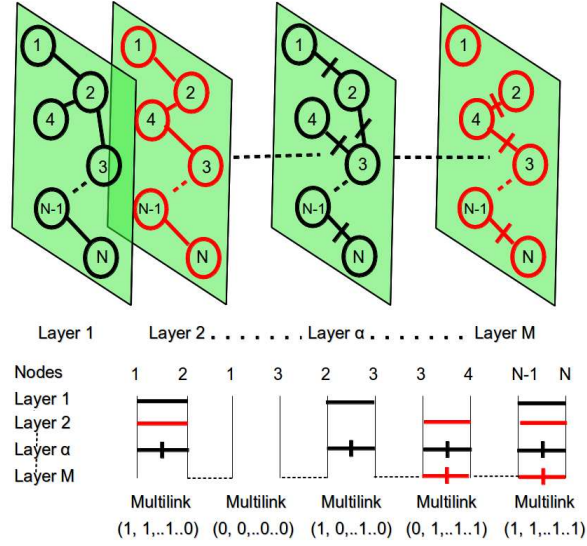 1
2
4
3
N-1
N
1
2
4
3
N-1
N
1
2
4
3
N-1
N
1
2
4
3
N-1
N
Layer 1 Layer 2 . . . . . . . Layer α . . . . . Layer M
Nodes 1 2 1 3 2 3 3 4 N-1 N
Layer 1
Layer 2
Layer α
Layer M
Multilink Multilink Multilink Multilink Multilink
(1, 1,..1..0) (0, 0,..0..0) (1, 0,..1..0) (0, 1,..1..1) (1, 1,..1..1)